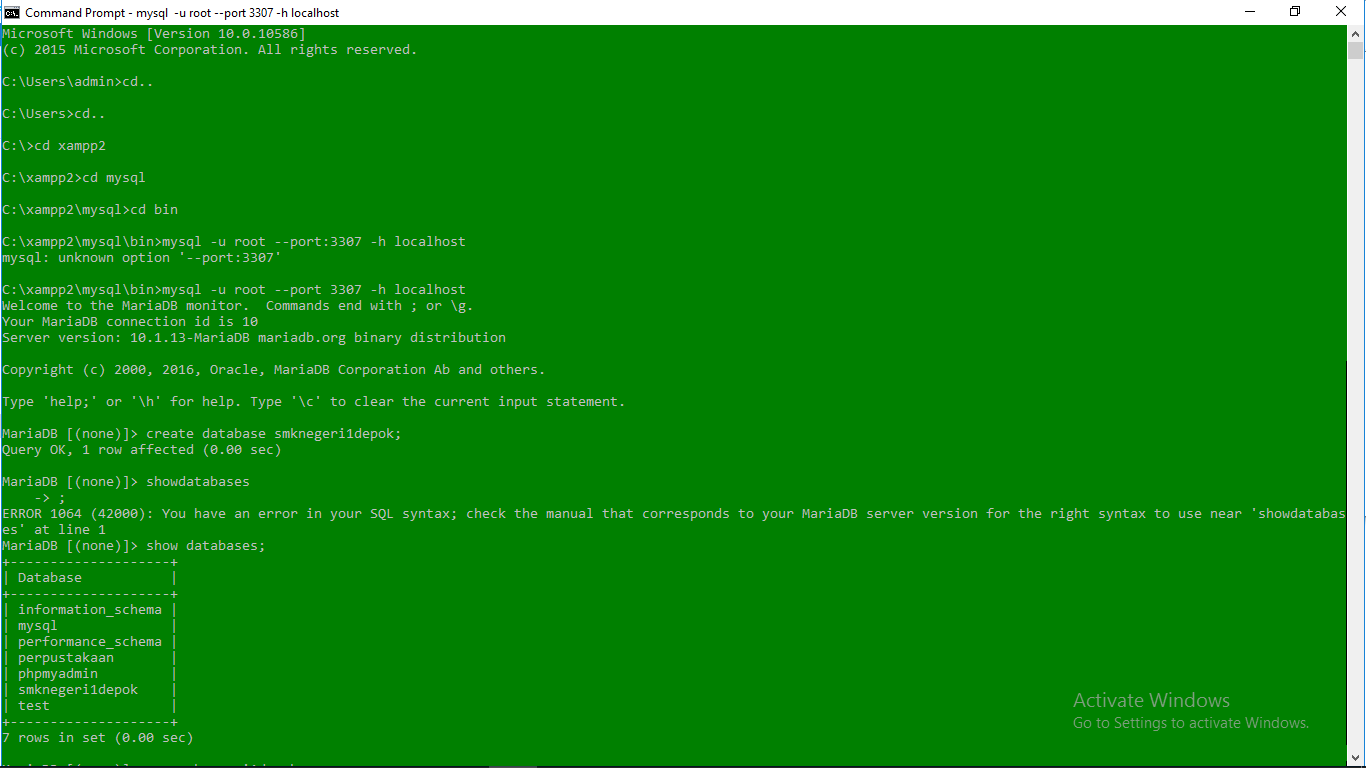 Command Prompt - mysql -u root --port 3307 -h localhost
Microsoft Windows [Version 10.0.10586]
(c) 2015 Microsoft Corporation. All rights reserved.
C:\Users\admin>cd..
C:\Users>cd..
C:\>cd xampp2
C:\xampp2>cd mysql
C:\xampp2\mysql>cd bin
C:\xampp2\mysql\bin>mysql -u root --port:3307 -h localhost
mysql: unknown option '--port:3307'
C:\xampp2\mysql\bin>mysql -u root --port 3307 -h localhost
Welcome to the MariaDB monitor.  Commands end with ; or \g.
Your MariaDB connection id is 10
Server version: 10.1.13-MariaDB mariadb.org binary distribution
Copyright (c) 2000, 2016, Oracle, MariaDB Corporation Ab and others.
Type 'help;' or '\h' for help. Type '\c' to clear the current input statement.
MariaDB [(none)]> create database smknegeri1depok;
Query OK, 1 row affected (0.00 sec)
MariaDB [(none)]> showdatabases
    -> ;
ERROR 1064 (42000): You have an error in your SQL syntax; check the manual that corresponds to your MariaDB server version for the right syntax to use near 'showdatabas
es' at line 1
MariaDB [(none)]> show databases;
+--------------------+
| Database           |
+--------------------+
| information_schema |
| mysql              |
| performance_schema |
| perpustakaan       |
| phpmyadmin         |
| smknegeri1depok    |
| test               |
+--------------------+
7 rows in set (0.00 sec)
Activate Windows
Go to Settings to activate Windows.